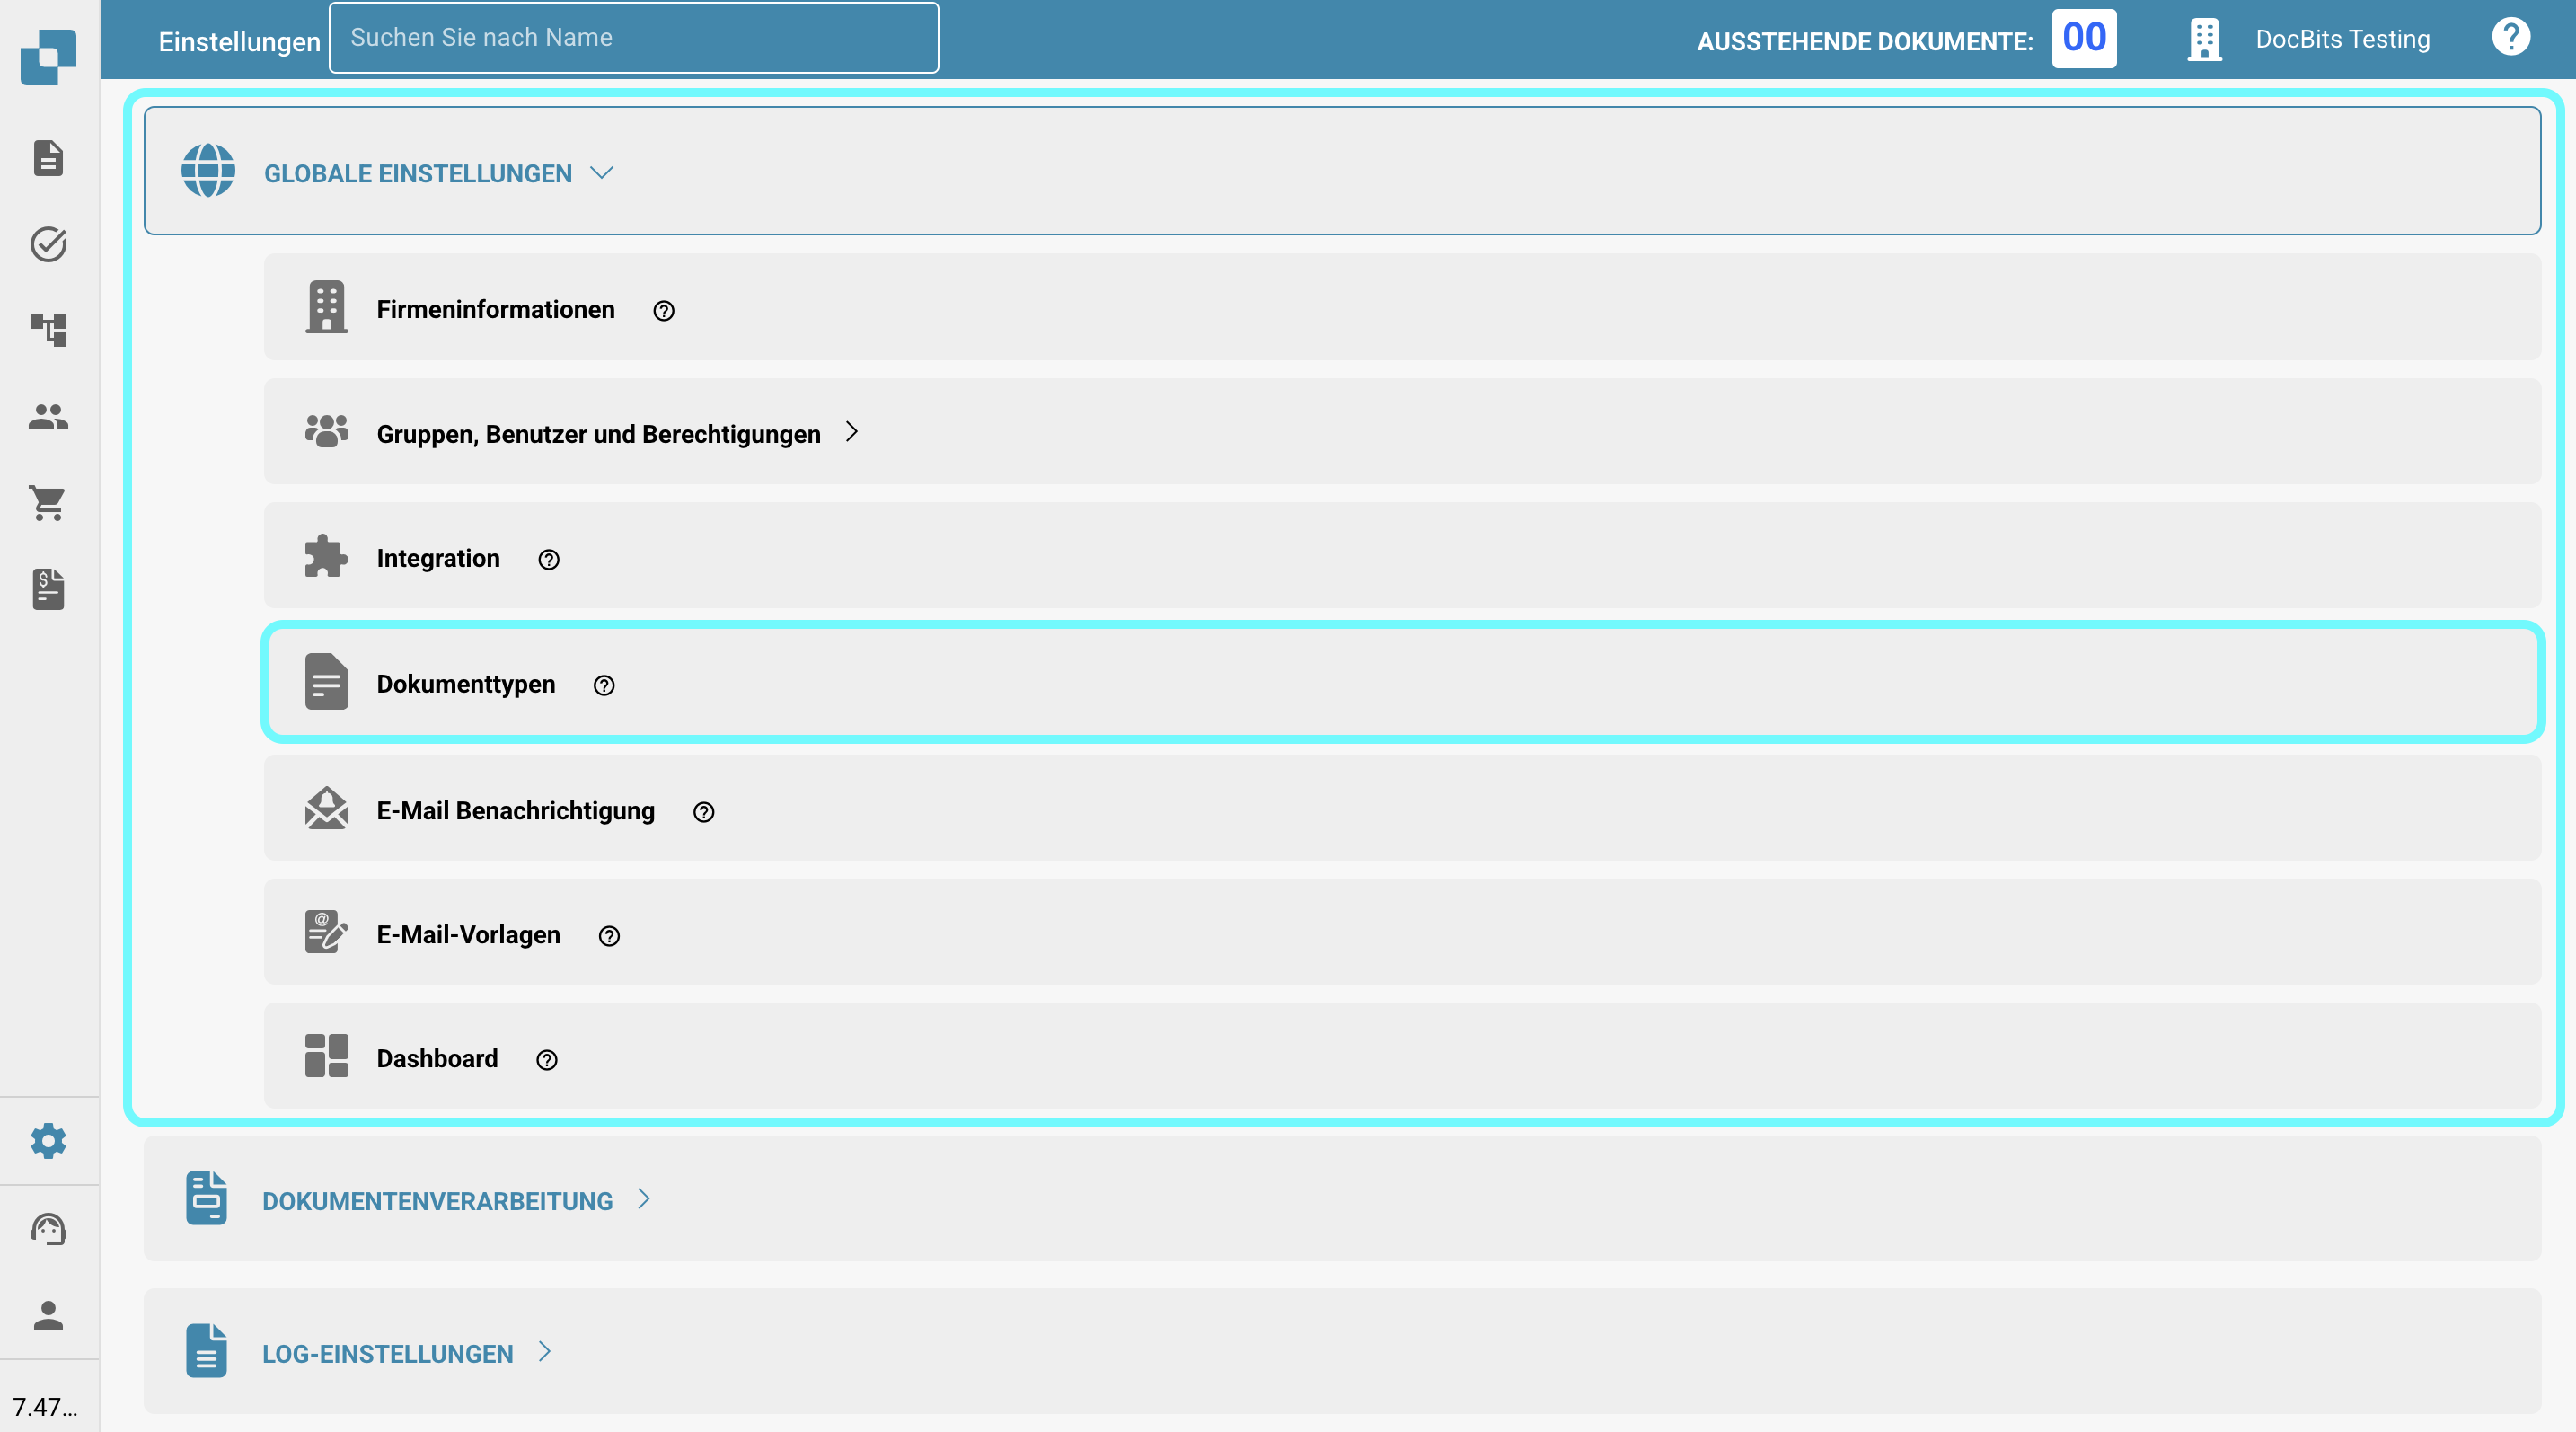 Einstellungen
Suchen Sie nach Name
AUSSTEHENDE DOKUMENTE: 00
DocBits Testing
GLOBALE EINSTELLUNGEN
Firmeninformationen
Gruppen, Benutzer und Berechtigungen
Integration
Dokumenttypen
E-Mail Benachrichtigung
E-Mail-Vorlagen
Dashboard
DOKUMENTENVERARBEITUNG
LOG-EINSTELLUNGEN
7.47...